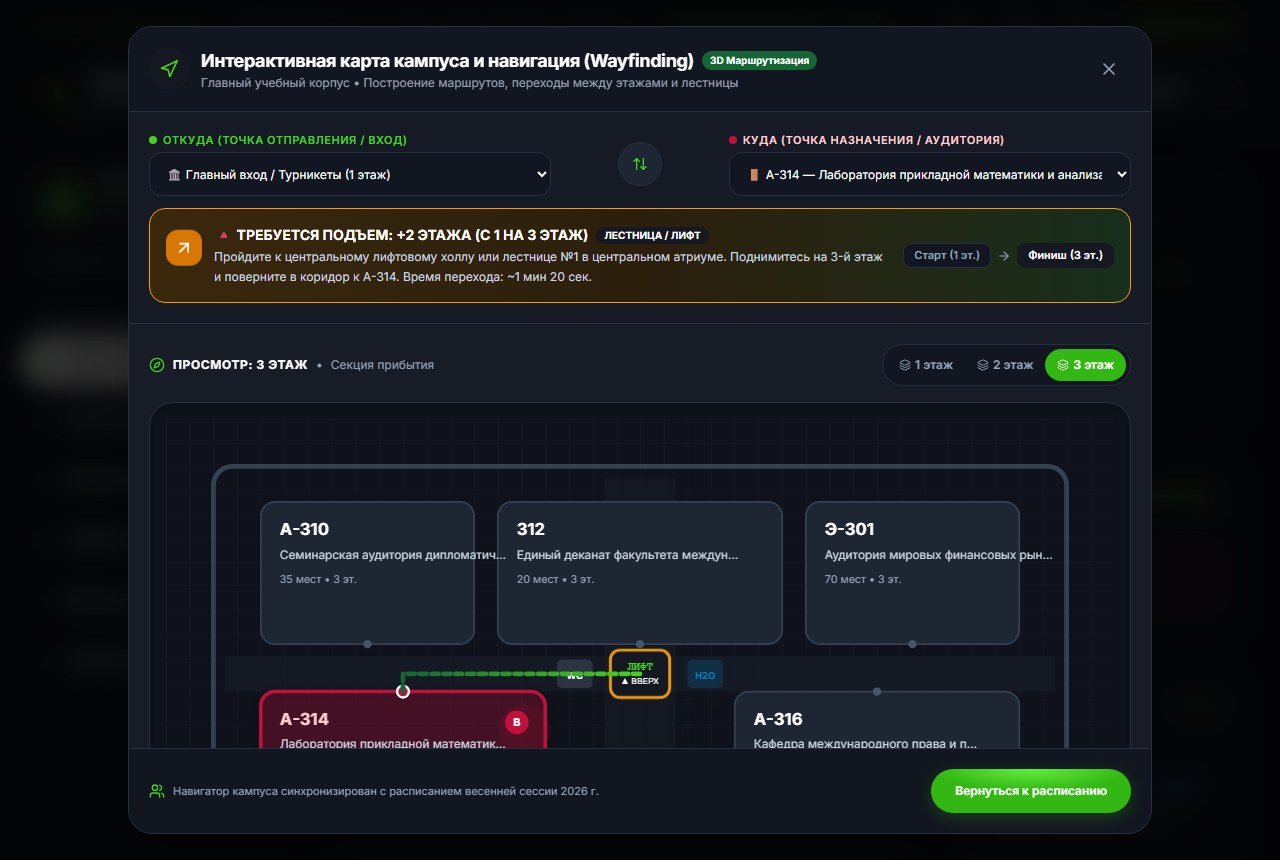 Интерактивная карта кампуса и навигация (Wayfinding) 3D Маршрутизация
Главный учебный корпус • Построение маршрутов, переходы между этажами и лестницы
ОТКУДА (ТОЧКА ОТПРАВЛЕНИЯ / ВХОД)
Главный вход / Турникеты (1 этаж)
КУДА (ТОЧКА НАЗНАЧЕНИЯ / АУДИТОРИЯ)
А-314 — Лаборатория прикладной математики и анализа
ТРЕБУЕТСЯ ПОДЪЕМ: +2 ЭТАЖА (С 1 НА 3 ЭТАЖ) ЛЕСТНИЦА / ЛИФТ
Пройдите к центральному лифтовому холлу или лестнице №1 в центральном атриуме. Поднимитесь на 3-й этаж
и поверните в коридор к А-314. Время перехода: ~1 мин 20 сек.
Старт (1 эт.) → Финиш (3 эт.)
ПРОСМОТР: 3 ЭТАЖ • Секция прибытия
1 этаж 2 этаж 3 этаж
А-310
Семинарская аудитория дипломатич...
35 мест • 3 эт.
312
Единый деканат факультета междун...
20 мест • 3 эт.
Э-301
Аудитория мировых финансовых рын...
70 мест • 3 эт.
WC
ЛИФТ
▲ ВВЕРХ
H2O
А-314
B
Лаборатория прикладной математик...
А-316
Кафедра международного права и п...
Навигатор кампуса синхронизирован с расписанием весенней сессии 2026 г.
Вернуться к расписанию